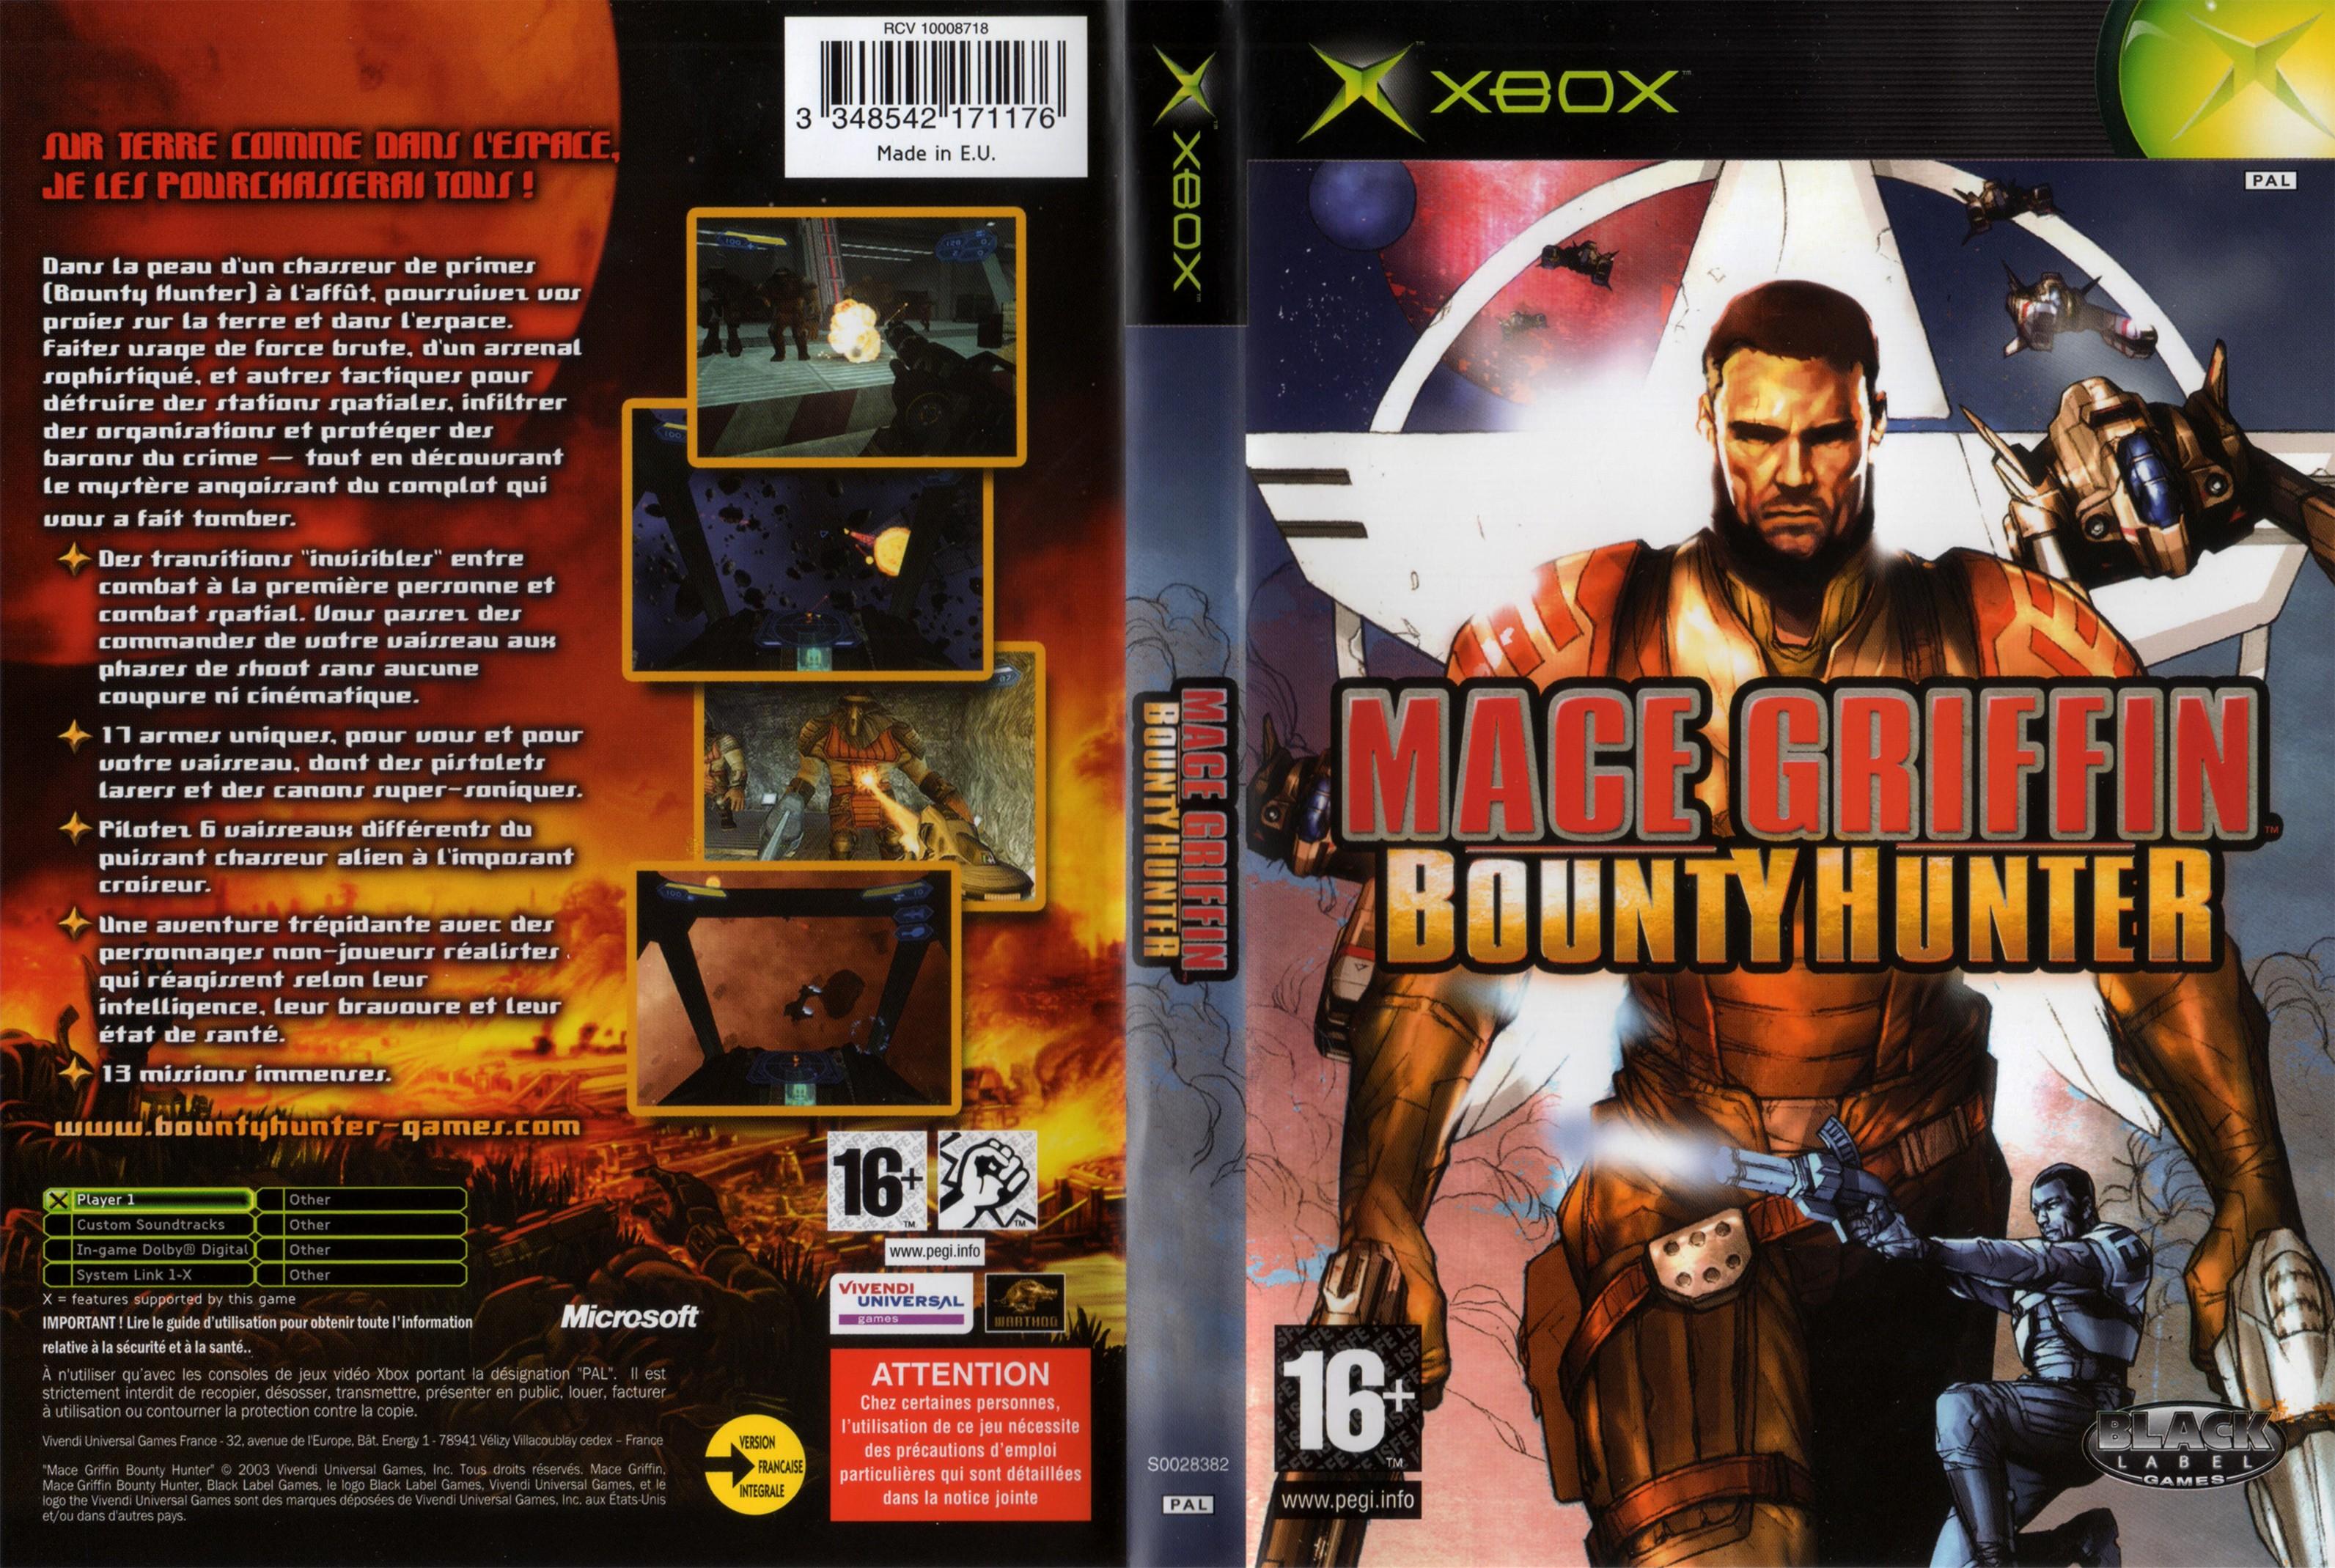 RCV 10008718
3 348542 171176
Made in E.U.
SUR TERRE COMME DANS L'ESPACE,
JE LES POURCHASSERAI TOUS !
Dans la peau d'un chasseur de primes
(Bounty Hunter) à l'affût, poursuivez vos
proies sur la terre et dans l'espace.
Faites usage de force brute, d'un arsenal
sophistiqué, et autres tactiques pour
détruire des stations spatiales, infiltrer
des organisations et protéger des
barons du crime — tout en découvrant
le mystère angoissant du complot qui
vous a fait tomber.
Des transitions "invisibles" entre
combat à la première personne et
combat spatial. Vous passez des
commandes de votre vaisseau aux
phases de shoot sans aucune
coupure ni cinématique.
17 armes uniques, pour vous et pour
votre vaisseau, dont des pistolets
lasers et des canons super-soniques.
Pilotez 6 vaisseaux différents du
puissant chasseur alien à l'imposant
croiseur.
Une aventure trépidante avec des
personnages non-joueurs réalistes
qui réagissent selon leur
intelligence, leur bravoure et leur
état de santé.
13 missions immenses.
www.bountyhunter-games.com
X Player 1 Other
Custom Soundtracks Other
In-game Dolby® Digital Other
System Link 1-X Other
X = features supported by this game
IMPORTANT ! Lire le guide d'utilisation pour obtenir toute l'information
relative à la sécurité et à la santé..
Microsoft
À n'utiliser qu'avec les consoles de jeux vidéo Xbox portant la désignation "PAL". Il est
strictement interdit de recopier, désosser, transmettre, présenter en public, louer, facturer
à utilisation ou contourner la protection contre la copie.
Vivendi Universal Games France - 32, avenue de l'Europe, Bât. Energy 1 - 78941 Vélizy Villacoublay cedex – France
"Mace Griffin Bounty Hunter" © 2003 Vivendi Universal Games, Inc. Tous droits réservés. Mace Griffin,
Mace Griffin Bounty Hunter, Black Label Games, le logo Black Label Games, Vivendi Universal Games, et le
logo the Vivendi Universal Games sont des marques déposées de Vivendi Universal Games, Inc. aux États-Unis
et/ou dans d'autres pays.
VERSION
FRANÇAISE
INTEGRALE
16+™
™
www.pegi.info
VIVENDI
UNIVERSAL
games
WARTHOG
ATTENTION
Chez certaines personnes,
l'utilisation de ce jeu nécessite
des précautions d'emploi
particulières qui sont détaillées
dans la notice jointe
XBOX™
MACE GRIFFIN
BOUNTY HUNTER
S0028382
PAL
XBOX™
PAL
MACE GRIFFIN™
BOUNTY HUNTER
16+™
www.pegi.info
BLACK
LABEL
GAMES